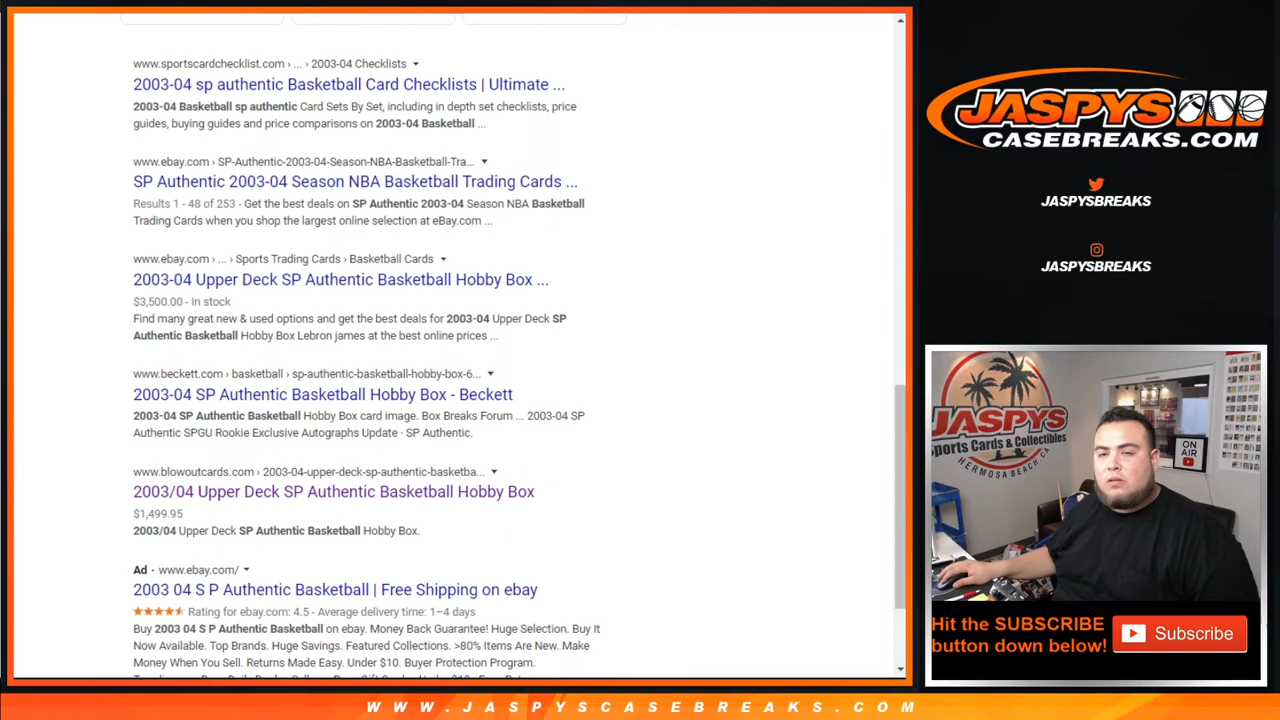 www.sportscardchecklist.com › ... › 2003-04 Checklists
2003-04 sp authentic Basketball Card Checklists | Ultimate ...
2003-04 Basketball sp authentic Card Sets By Set, including in depth set checklists, price
guides, buying guides and price comparisons on 2003-04 Basketball ...
www.ebay.com › SP-Authentic-2003-04-Season-NBA-Basketball-Tra...
SP Authentic 2003-04 Season NBA Basketball Trading Cards ...
Results 1 - 48 of 253 - Get the best deals on SP Authentic 2003-04 Season NBA Basketball
Trading Cards when you shop the largest online selection at eBay.com ...
www.ebay.com › ... › Sports Trading Cards › Basketball Cards
2003-04 Upper Deck SP Authentic Basketball Hobby Box ...
$3,500.00 - In stock
Find many great new & used options and get the best deals for 2003-04 Upper Deck SP
Authentic Basketball Hobby Box Lebron james at the best online prices ...
www.beckett.com › basketball › sp-authentic-basketball-hobby-box-6...
2003-04 SP Authentic Basketball Hobby Box - Beckett
2003-04 SP Authentic Basketball Hobby Box card image. Box Breaks Forum ... 2003-04 SP
Authentic SPGU Rookie Exclusive Autographs Update · SP Authentic.
www.blowoutcards.com › 2003-04-upper-deck-sp-authentic-basketba...
2003/04 Upper Deck SP Authentic Basketball Hobby Box
$1,499.95
2003/04 Upper Deck SP Authentic Basketball Hobby Box.
Ad · www.ebay.com/
2003 04 S P Authentic Basketball | Free Shipping on ebay
Rating for ebay.com: 4.5 - Average delivery time: 1–4 days
Buy 2003 04 S P Authentic Basketball on ebay. Money Back Guarantee! Huge Selection. Buy It
Now Available. Top Brands. Huge Savings. Featured Collections. >80% Items Are New. Make
Money When You Sell. Returns Made Easy. Under $10. Buyer Protection Program.
JASPYS
CASEBREAKS.COM
JASPYSBREAKS
JASPYSBREAKS
JASPYS
Sports Cards & Collectibles
HERMOSA BEACH, CA
ON
AIR
Hit the SUBSCRIBE
button down below!
Subscribe
WWW.JASPYSCASEBREAKS.COM